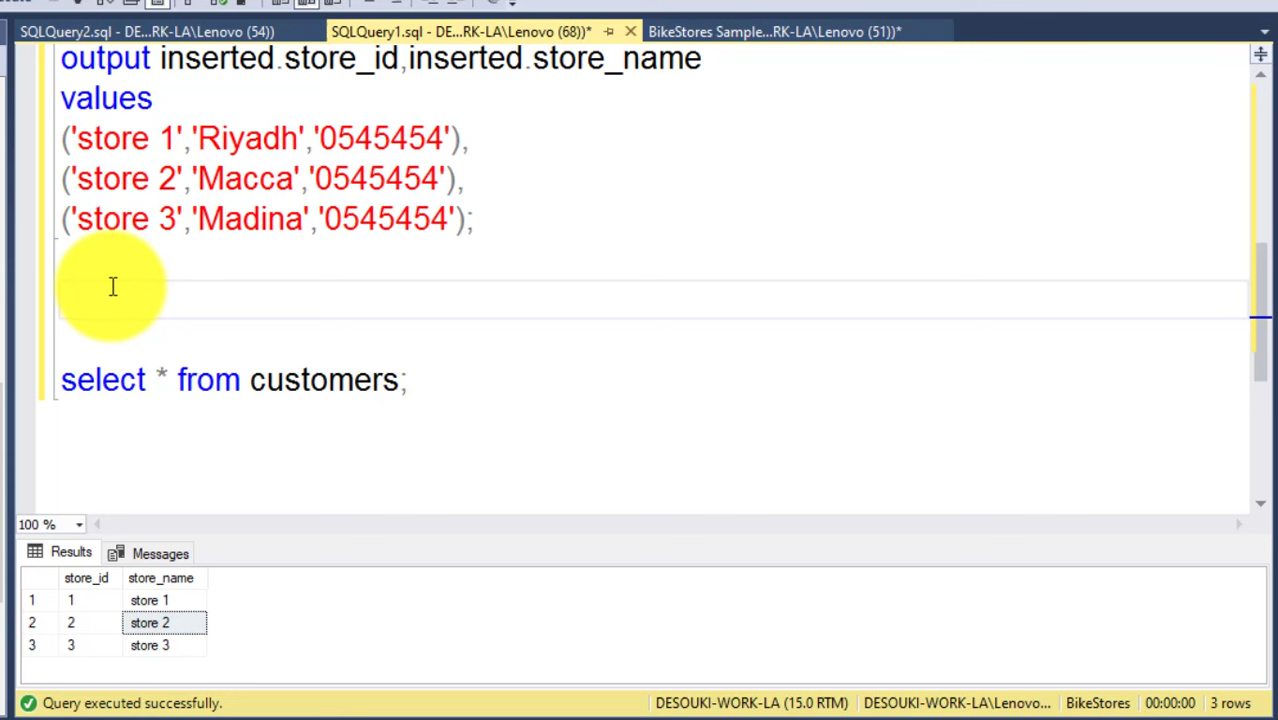 SQLQuery2.sql - DE...RK-LA\Lenovo (54))
SQLQuery1.sql - DE...RK-LA\Lenovo (68))*
BikeStores Sample...RK-LA\Lenovo (51))*
output inserted.store_id,inserted.store_name
values
('store 1','Riyadh','0545454'),
('store 2','Macca','0545454'),
('store 3','Madina','0545454');
select * from customers;
100 %
Results Messages
store_id store_name
1 1 store 1
2 2 store 2
3 3 store 3
Query executed successfully. DESOUKI-WORK-LA (15.0 RTM) DESOUKI-WORK-LA\Lenovo... BikeStores 00:00:00 3 rows